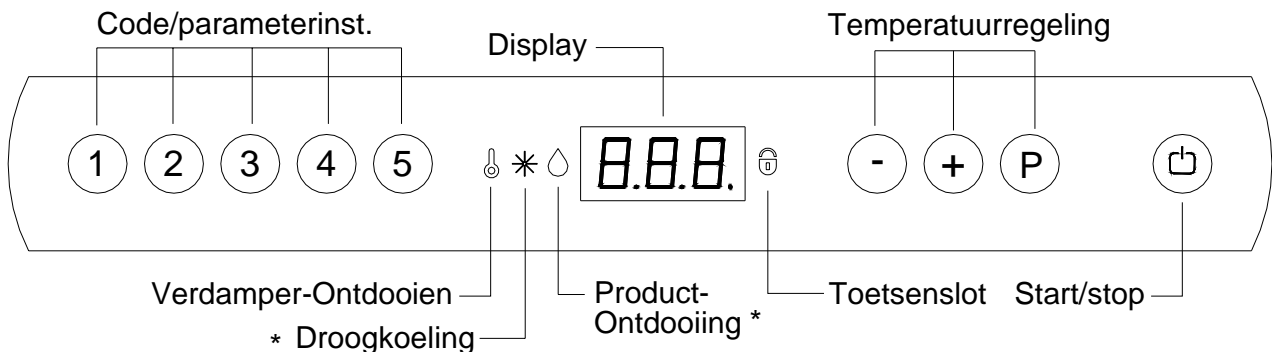 Code/parameterinst.
Display
Temperatuurregeling
1 2 3 4 5 8.8.8. - + P
Verdamper-Ontdooien
Product-
Ontdooiing *
Toetsenslot
Start/stop
* Droogkoeling